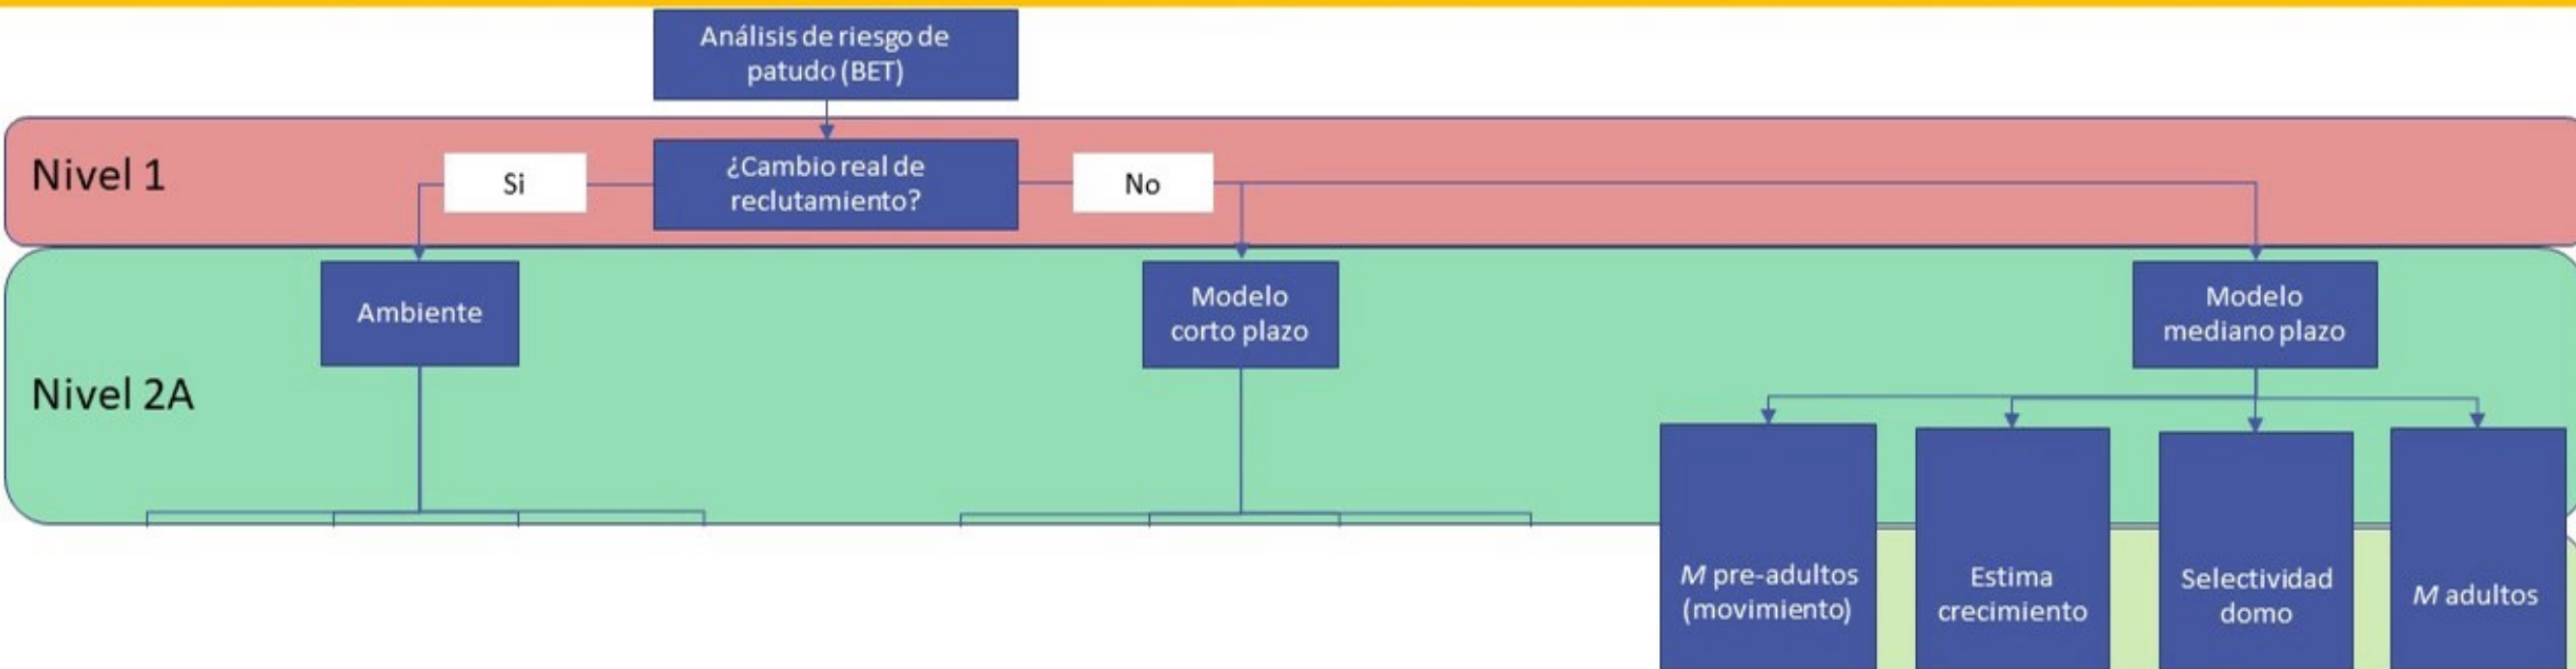 Análisis de riesgo de
patudo (BET)
Nivel 1
Si
¿Cambio real de
reclutamiento?
No
Nivel 2A
Ambiente
Modelo
corto plazo
Modelo
mediano plazo
M pre-adultos
(movimiento)
Estima
crecimiento
Selectividad
domo
M adultos